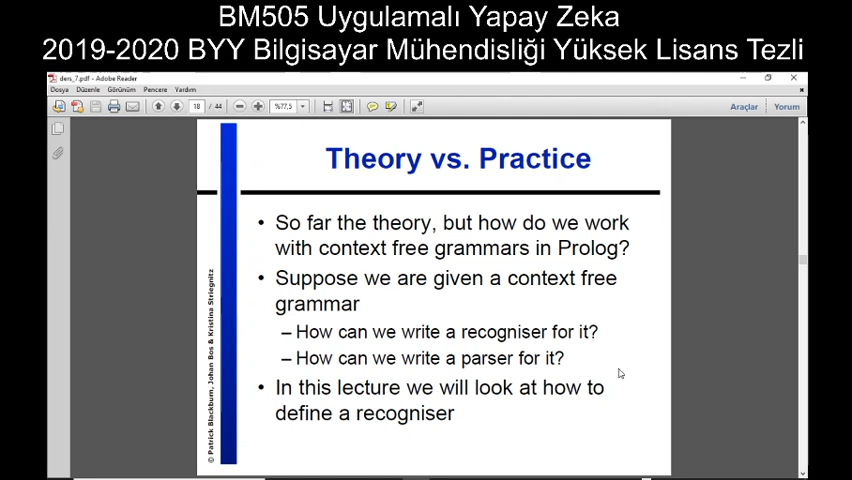 BM505 Uygulamalı Yapay Zeka
2019-2020 BYY Bilgisayar Mühendisliği Yüksek Lisans Tezli
ders_7.pdf - Adobe Reader
Dosya Düzenle Görünüm Pencere Yardım
18 / 44 %77,5 Araçlar Yorum
Theory vs. Practice
• So far the theory, but how do we work
with context free grammars in Prolog?
• Suppose we are given a context free
grammar
– How can we write a recogniser for it?
– How can we write a parser for it?
• In this lecture we will look at how to
define a recogniser
© Patrick Blackburn, Johan Bos & Kristina Striegnitz